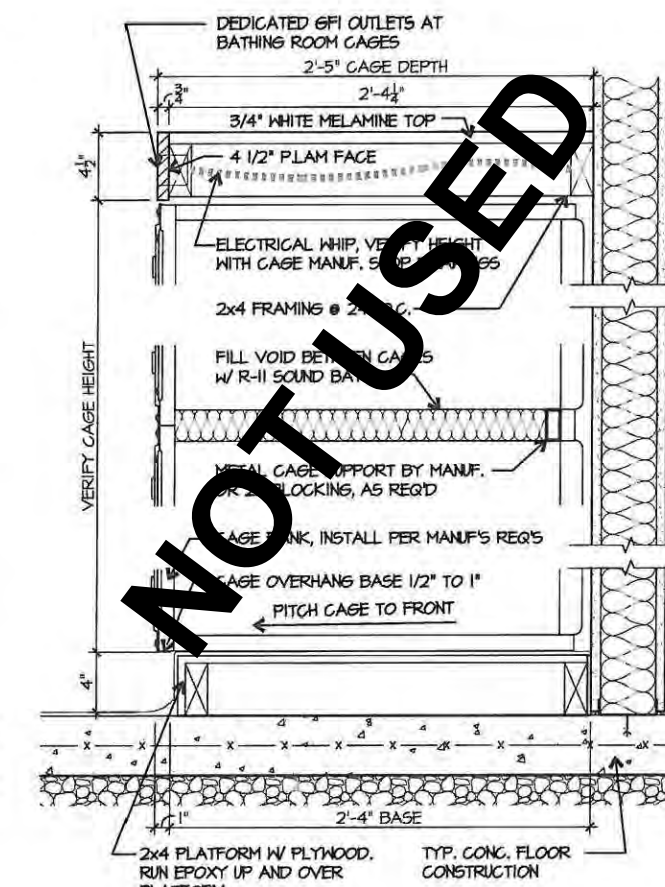 DEDICATED GFI OUTLETS AT
BATHING ROOM CAGES
2'-5" CAGE DEPTH
3/4"
2'-4 1/4"
3/4" WHITE MELAMINE TOP
4 1/2"
4 1/2" P.LAM FACE
ELECTRICAL WHIP, VERIFY HEIGHT
WITH CAGE MANUF.
2x4 FRAMING @
FILL VOID BETWEEN CAGES
W/ R-11 SOUND
VERIFY CAGE HEIGHT
METAL CAGE SUPPORT BY MANUF.
BLOCKING, AS REQ'D
CAGE BANK, INSTALL PER MANUF'S REQ'S
CAGE OVERHANG BASE 1/2" TO 1"
PITCH CAGE TO FRONT
4"
1"
2'-4" BASE
2x4 PLATFORM W/ PLYWOOD.
RUN EPOXY UP AND OVER
PLATFORM
TYP. CONC. FLOOR
CONSTRUCTION
NOT USED